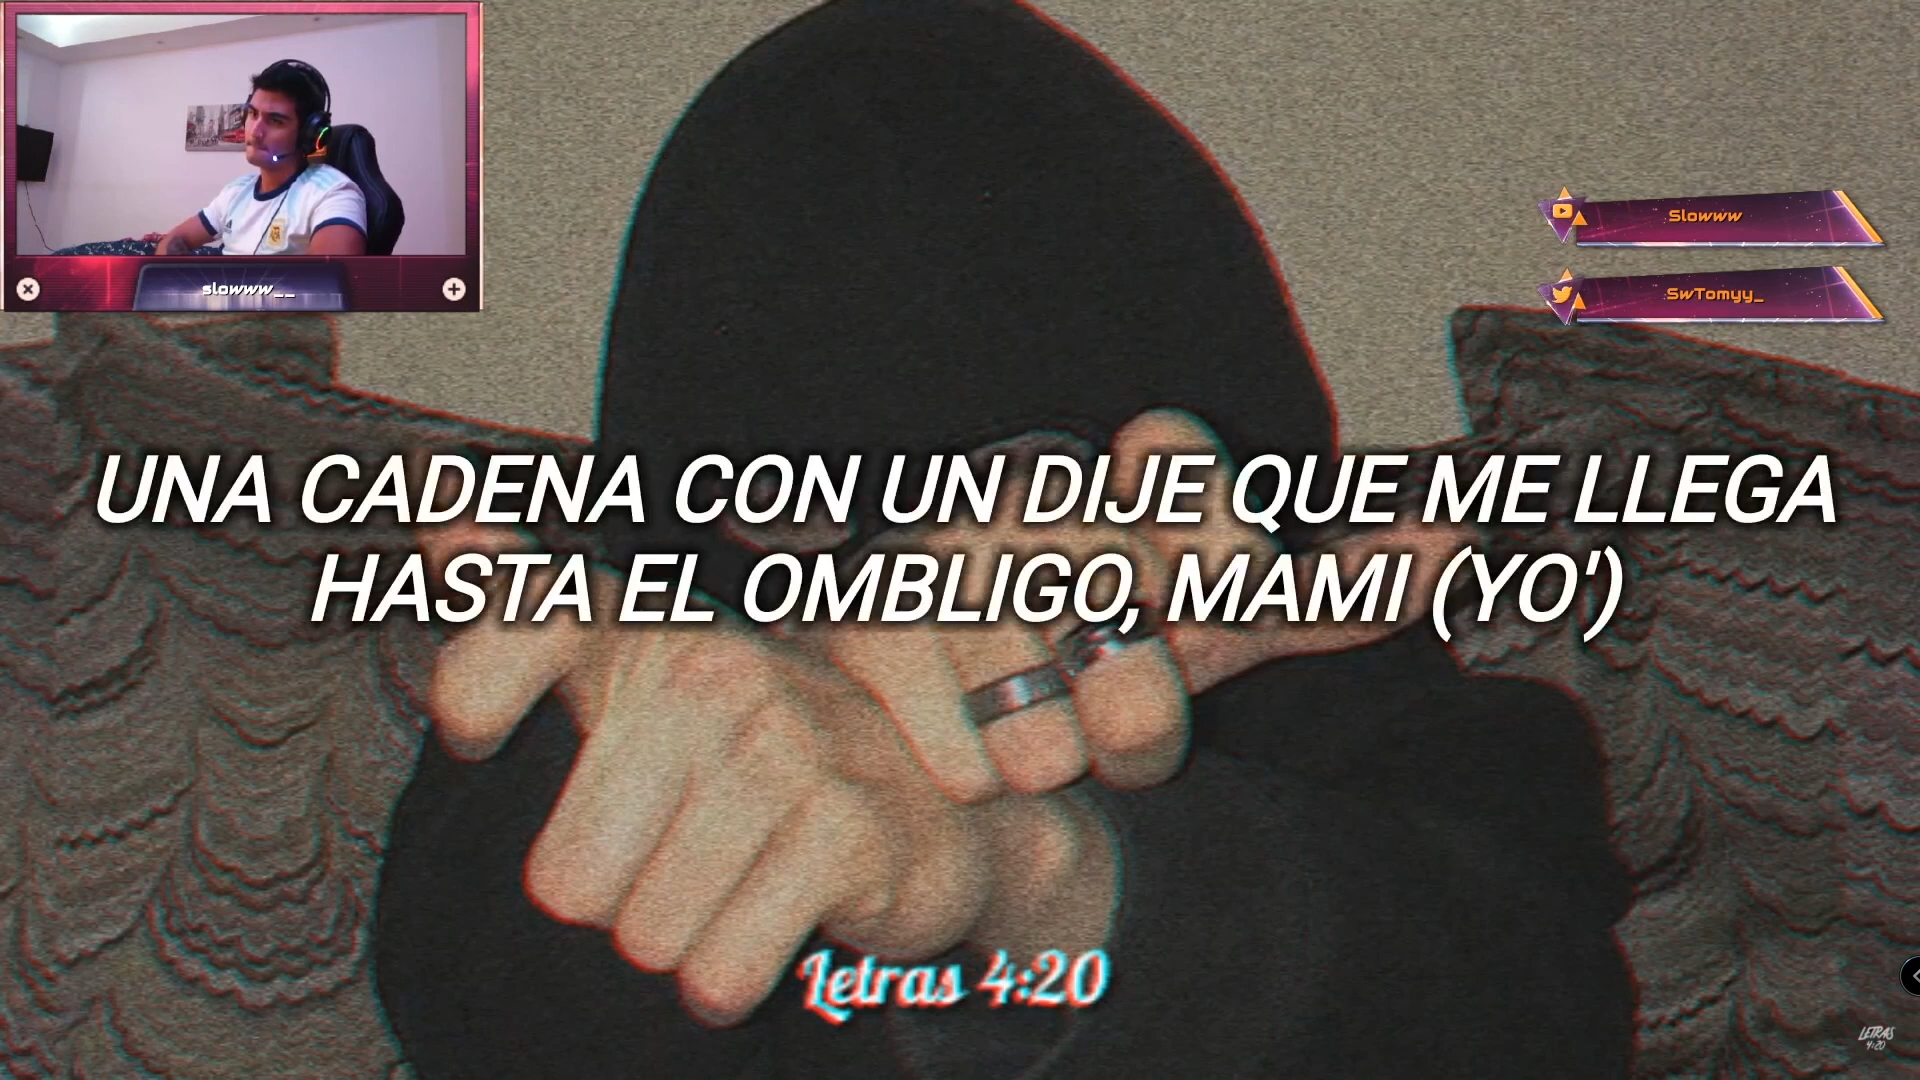 slowww__
Slowww
SwTomyy_
UNA CADENA CON UN DIJE QUE ME LLEGA
HASTA EL OMBLIGO, MAMI (YO')
Letras 4:20
LETRAS
4:20